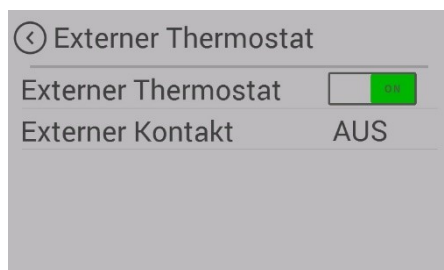 Externer Thermostat
Externer Thermostat ON
Externer Kontakt AUS